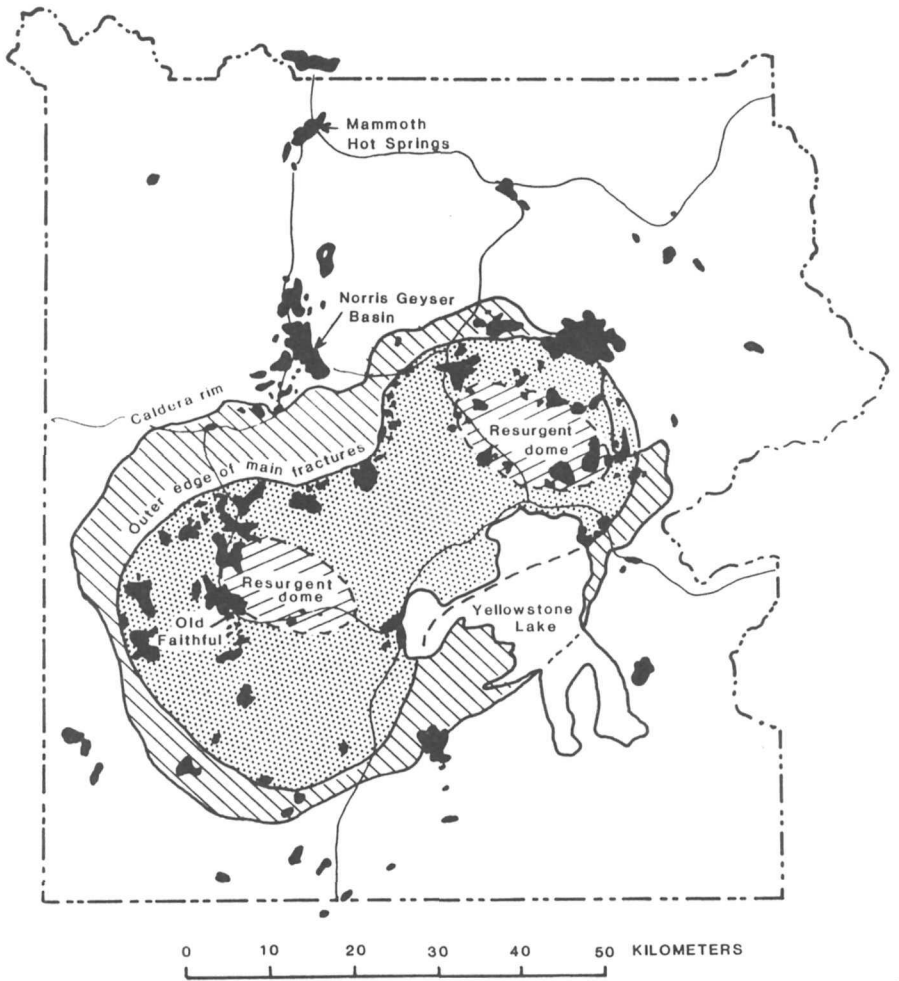 Mammoth
Hot Springs
Norris Geyser
Basin
Caldera rim
Outer edge of main fractures
Resurgent
dome
Resurgent
dome
Old
Faithful
Yellowstone
Lake
0 10 20 30 40 50 KILOMETERS